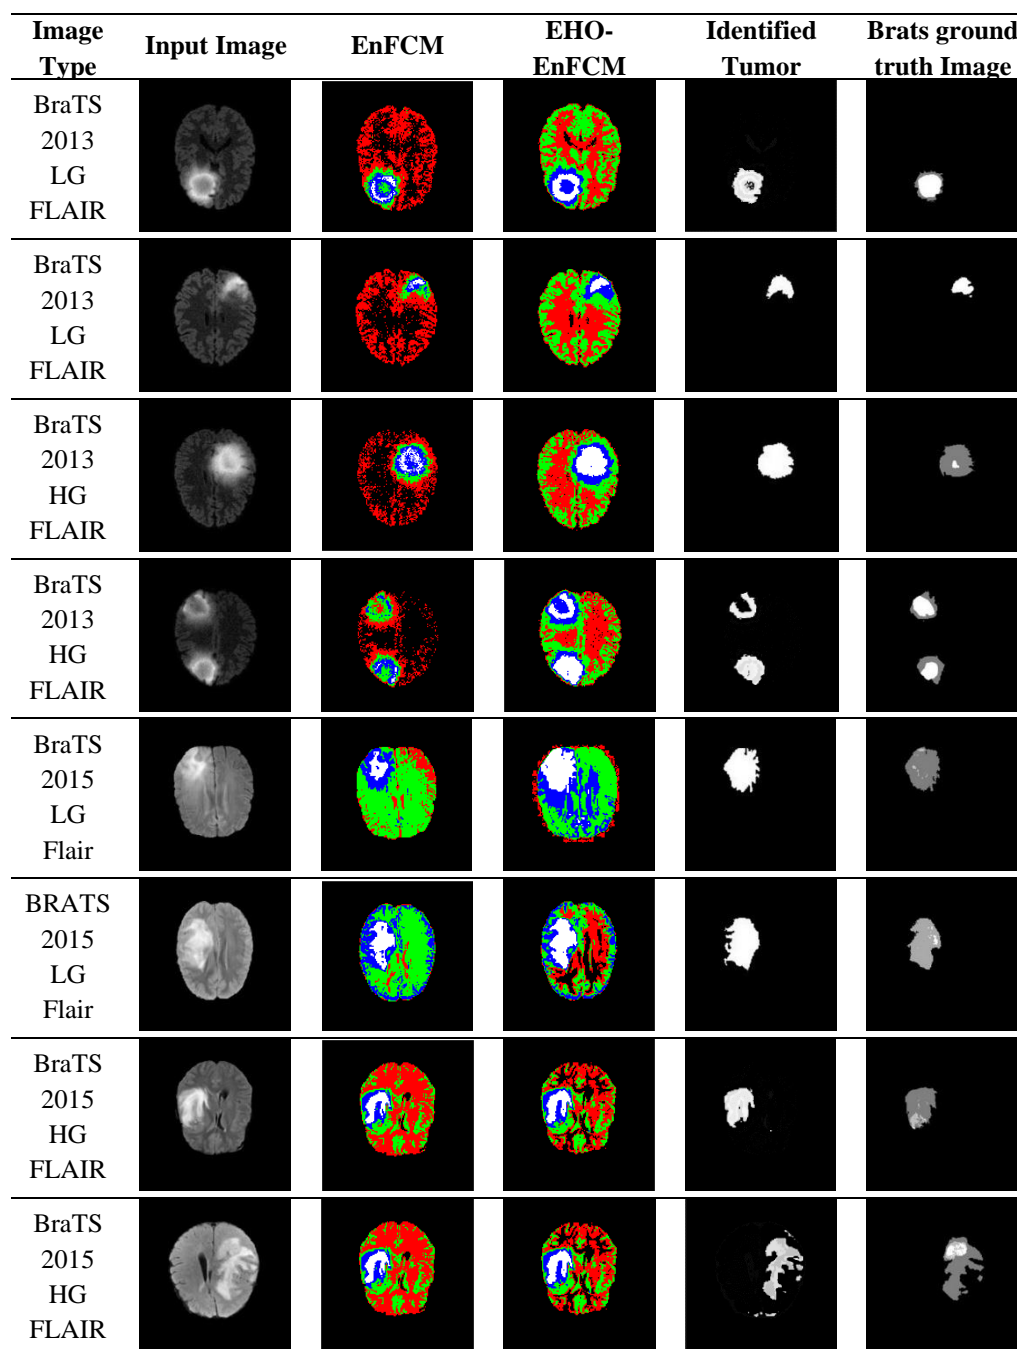 Image Type
Input Image
EnFCM
EHO-
EnFCM
Identified
Tumor
Brats ground
truth Image
BraTS
2013
LG
FLAIR
BraTS
2013
LG
FLAIR
BraTS
2013
HG
FLAIR
BraTS
2013
HG
FLAIR
BraTS
2015
LG
Flair
BRATS
2015
LG
Flair
BraTS
2015
HG
FLAIR
BraTS
2015
HG
FLAIR